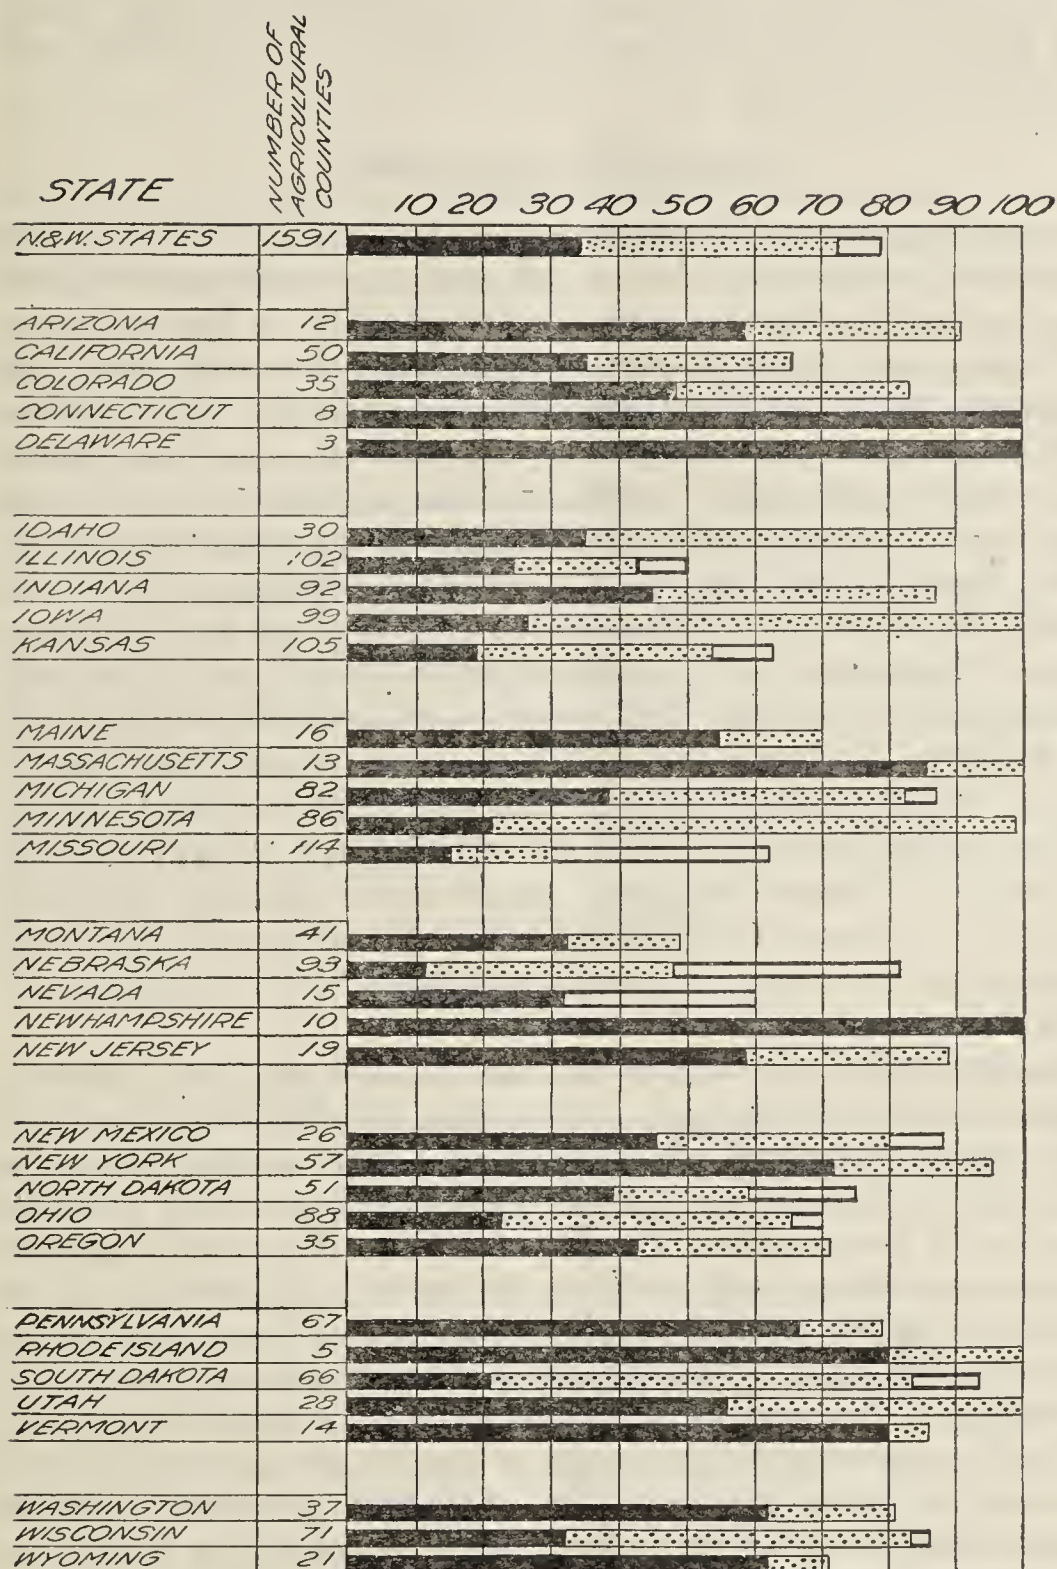 STATE
NUMBER OF
AGRICULTURAL
COUNTIES
10 20 30 40 50 60 70 80 90 100
N.&W. STATES 1591
ARIZONA 12
CALIFORNIA 50
COLORADO 35
CONNECTICUT 8
DELAWARE 3
IDAHO 30
ILLINOIS 102
INDIANA 92
IOWA 99
KANSAS 105
MAINE 16
MASSACHUSETTS 13
MICHIGAN 82
MINNESOTA 86
MISSOURI 114
MONTANA 41
NEBRASKA 93
NEVADA 15
NEW HAMPSHIRE 10
NEW JERSEY 19
NEW MEXICO 26
NEW YORK 57
NORTH DAKOTA 51
OHIO 88
OREGON 35
PENNSYLVANIA 67
RHODE ISLAND 5
SOUTH DAKOTA 66
UTAH 28
VERMONT 14
WASHINGTON 37
WISCONSIN 71
WYOMING 21